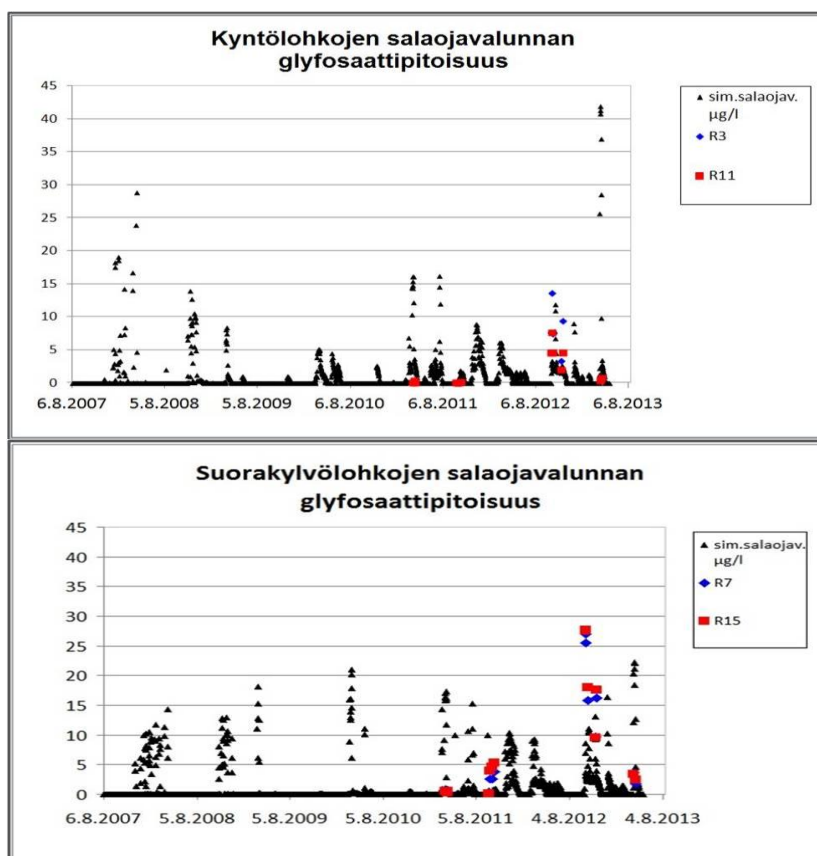 Kyntölohkojen salaojavalunnan
glyfosaattipitoisuus
45
40
35
30
25
20
15
10
5
0
6.8.2007
5.8.2008
5.8.2009
6.8.2010
6.8.2011
6.8.2012
6.8.2013
sim.salaojav.
µg/l
R3
R11
Suorakylvölohkojen salaojavalunnan
glyfosaattipitoisuus
45
40
35
30
25
20
15
10
5
0
6.8.2007
5.8.2008
5.8.2009
5.8.2010
5.8.2011
4.8.2012
4.8.2013
sim.salaojav.
µg/l
R7
R15